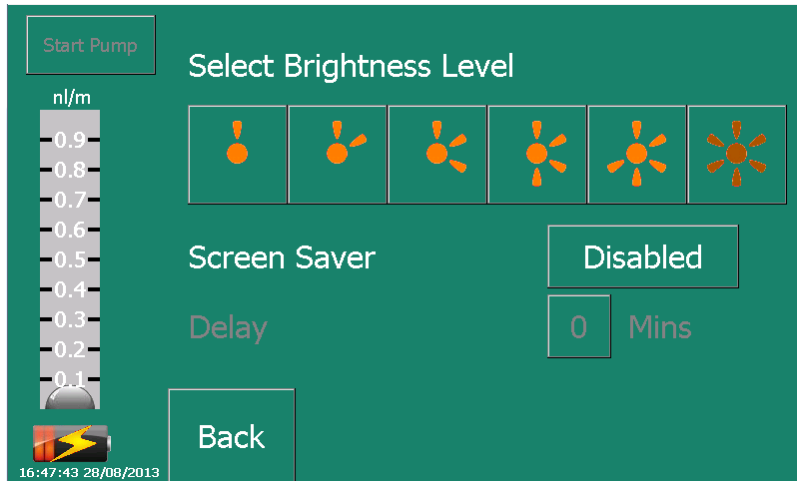 Start Pump
Select Brightness Level
nl/m
0.9
0.8
0.7
0.6
0.5
0.4
0.3
0.2
0.1
Screen Saver
Disabled
Delay
0 Mins
Back
16:47:43 28/08/2013